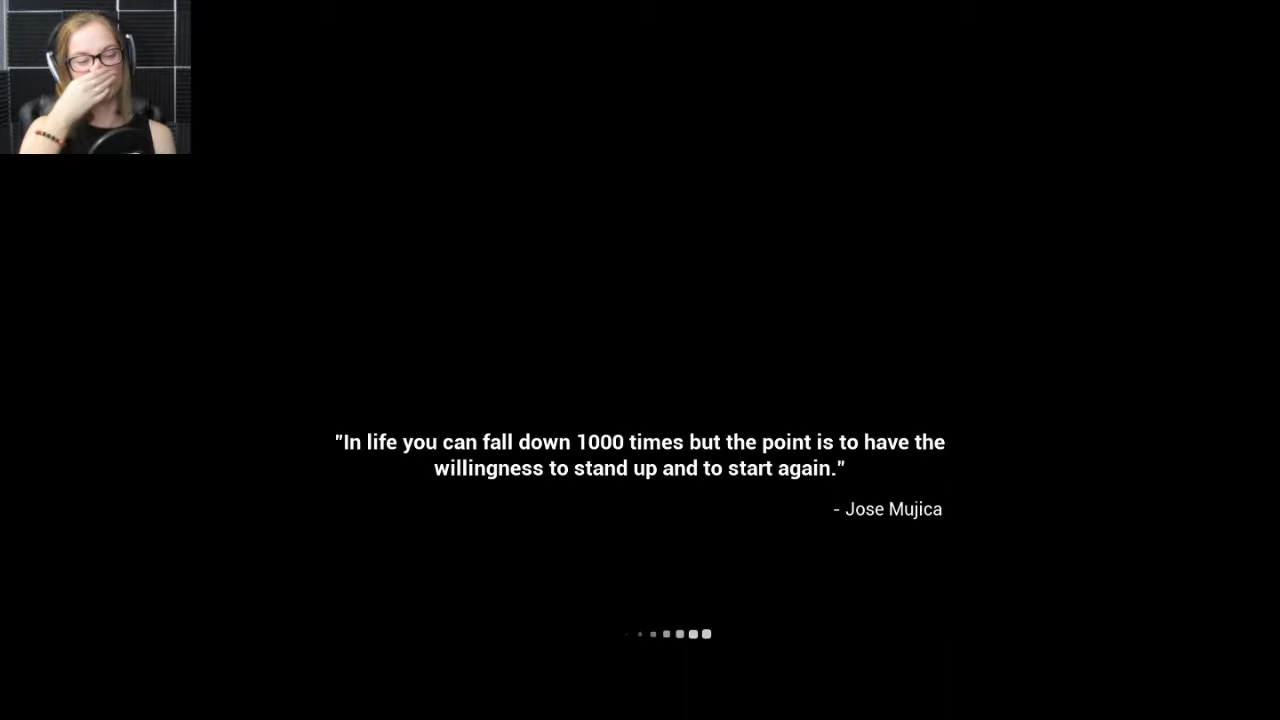 "In life you can fall down 1000 times but the point is to have the
willingness to stand up and to start again."
- Jose Mujica